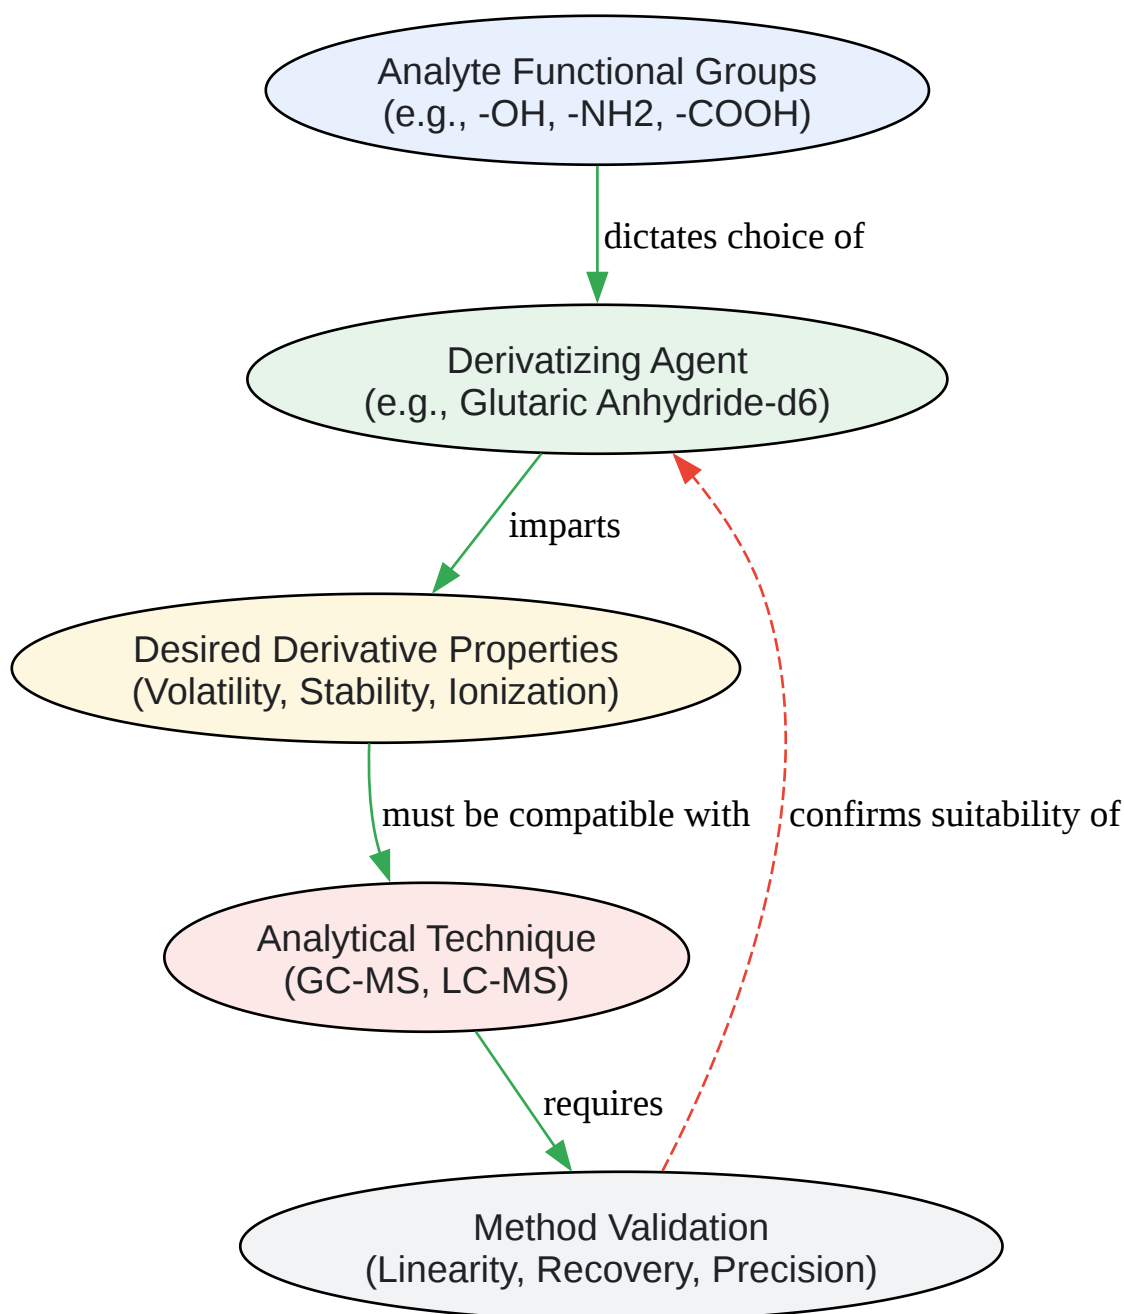 Analyte Functional Groups
(e.g., -OH, -NH2, -COOH)
dictates choice of
Derivatizing Agent
(e.g., Glutaric Anhydride-d6)
imparts
Desired Derivative Properties
(Volatility, Stability, Ionization)
must be compatible with
confirms suitability of
Analytical Technique
(GC-MS, LC-MS)
requires
Method Validation
(Linearity, Recovery, Precision)